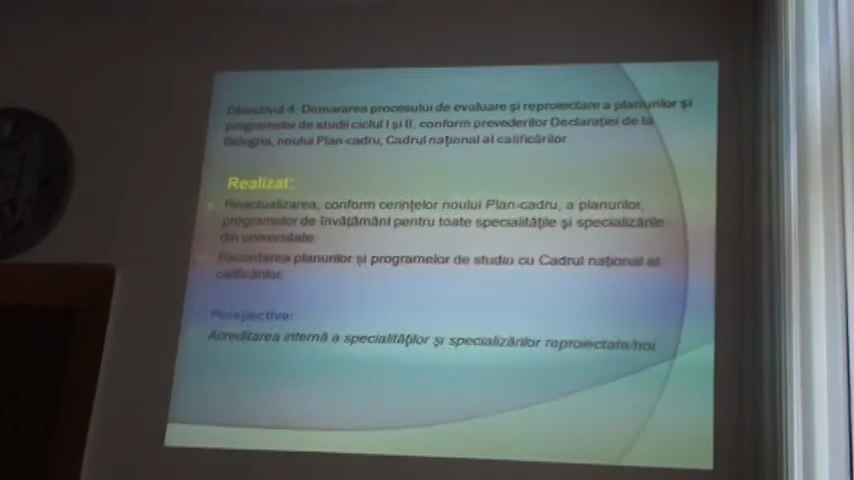 Obiectivul 4. Demararea procesului de evaluare şi reproiectare a planurilor şi
programelor de studii ciclul I şi II, conform prevederilor Declaraţiei de la
Bologna, noului Plan-cadru, Cadrul naţional al calificărilor
Realizat:
Reactualizarea, conform cerinţelor noului Plan-cadru, a planurilor,
programelor de învăţământ pentru toate specialităţile şi specializările
din universitate
Racordarea planurilor şi programelor de studiu cu Cadrul naţional al
calificărilor
Perspective:
Acreditarea internă a specialităţilor şi specializărilor reproiectate/noi